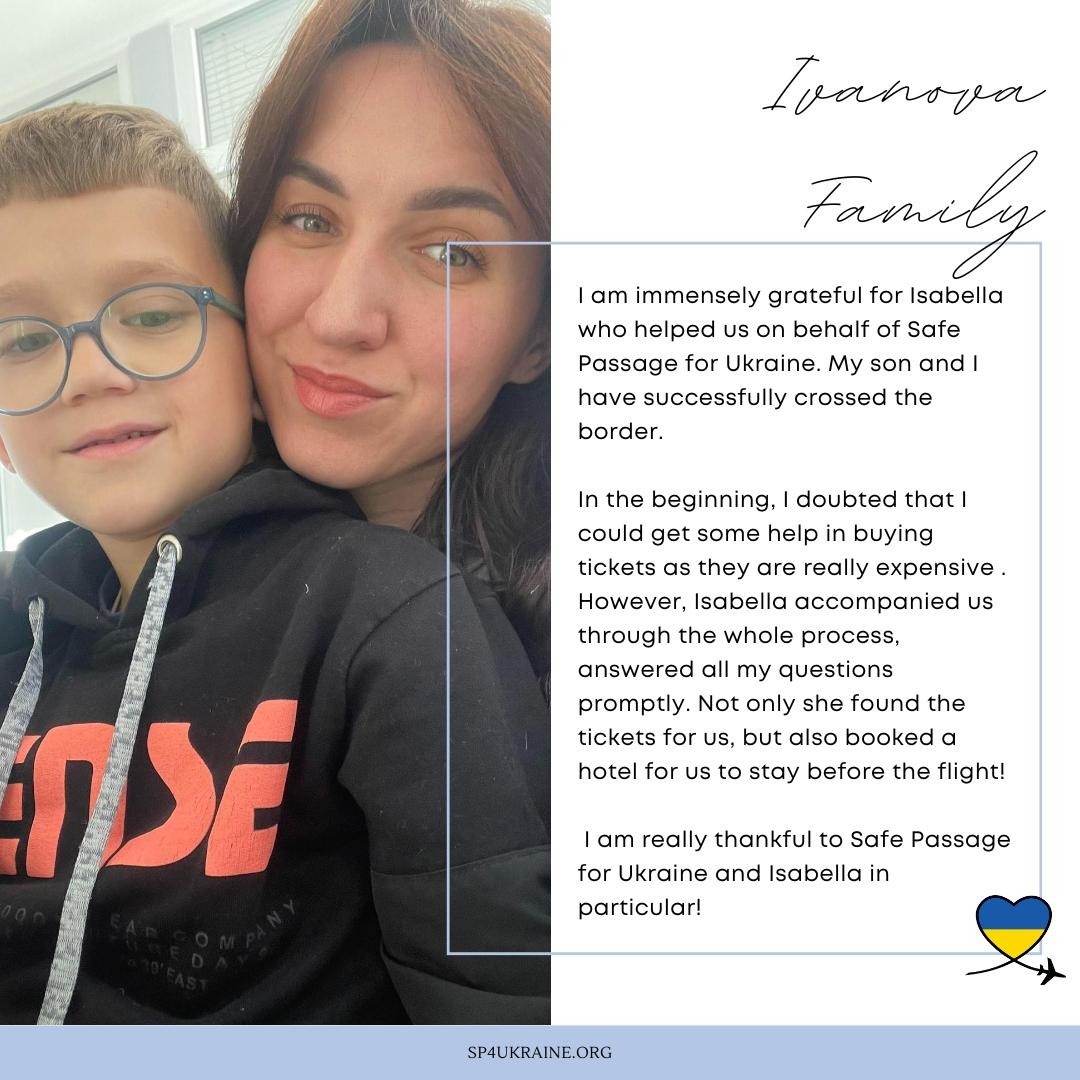 Ivanova
Family
I am immensely grateful for Isabella
who helped us on behalf of Safe
Passage for Ukraine. My son and I
have successfully crossed the
border.
In the beginning, I doubted that I
could get some help in buying
tickets as they are really expensive .
However, Isabella accompanied us
through the whole process,
answered all my questions
promptly. Not only she found the
tickets for us, but also booked a
hotel for us to stay before the flight!
I am really thankful to Safe Passage
for Ukraine and Isabella in
particular!
COMPANY
EAST
SP4UKRAINE.ORG